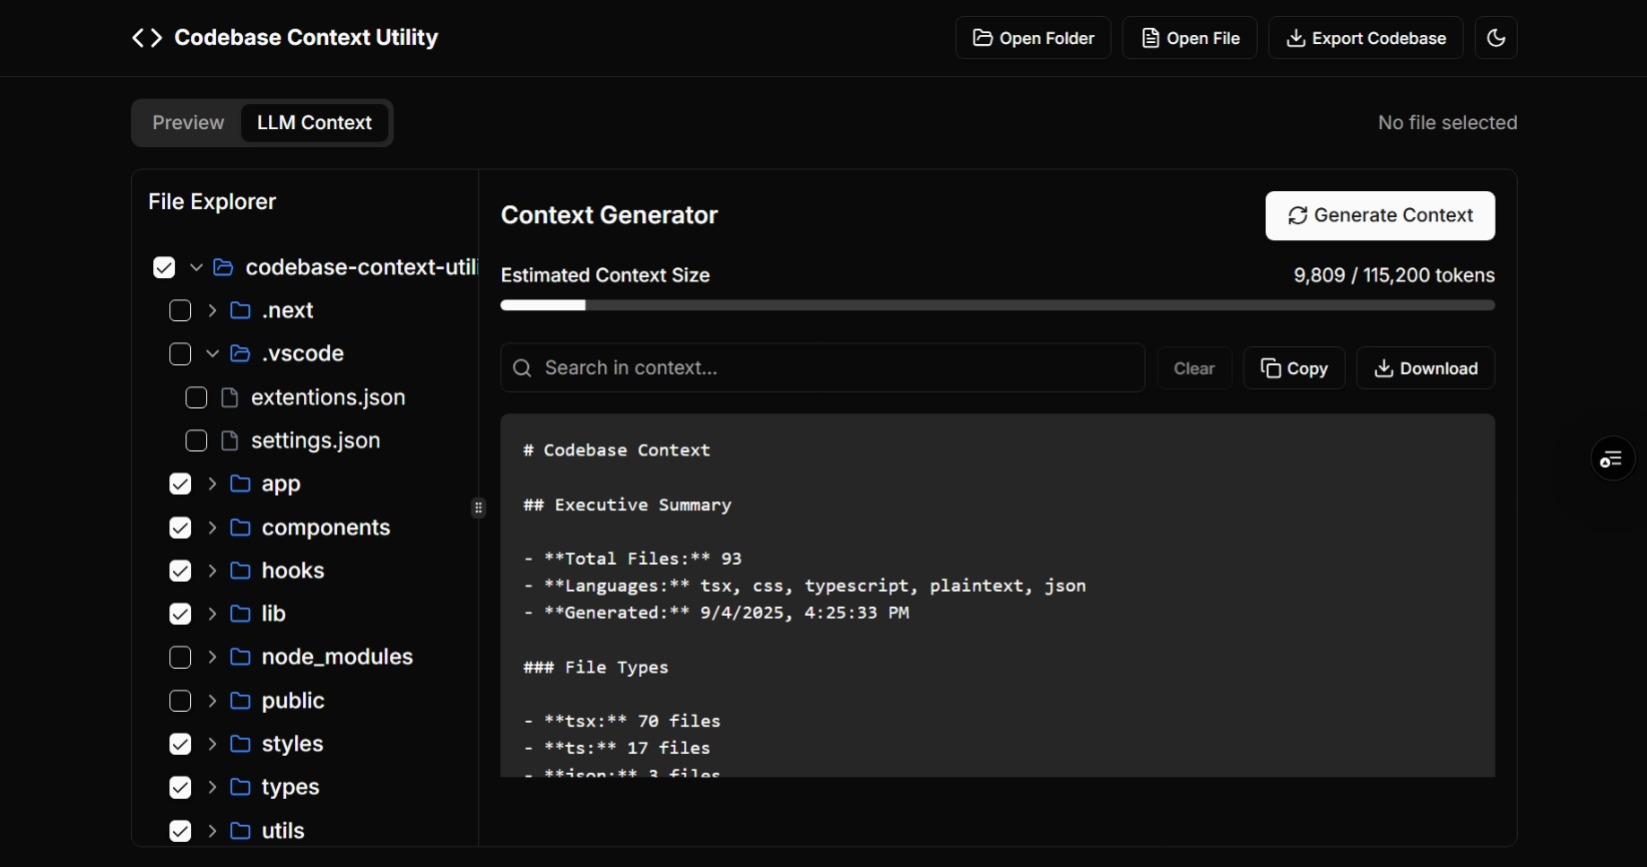 Codebase Context Utility
Open Folder
Open File
Export Codebase
Preview
LLM Context
No file selected
File Explorer
codebase-context-utili
.next
.vscode
extentions.json
settings.json
app
components
hooks
lib
node_modules
public
styles
types
utils
Context Generator
Generate Context
Estimated Context Size
9,809 / 115,200 tokens
Search in context...
Clear
Copy
Download
# Codebase Context
## Executive Summary
- **Total Files:** 93
- **Languages:** tsx, css, typescript, plaintext, json
- **Generated:** 9/4/2025, 4:25:33 PM
### File Types
- **tsx:** 70 files
- **ts:** 17 files
- **json:** 3 files